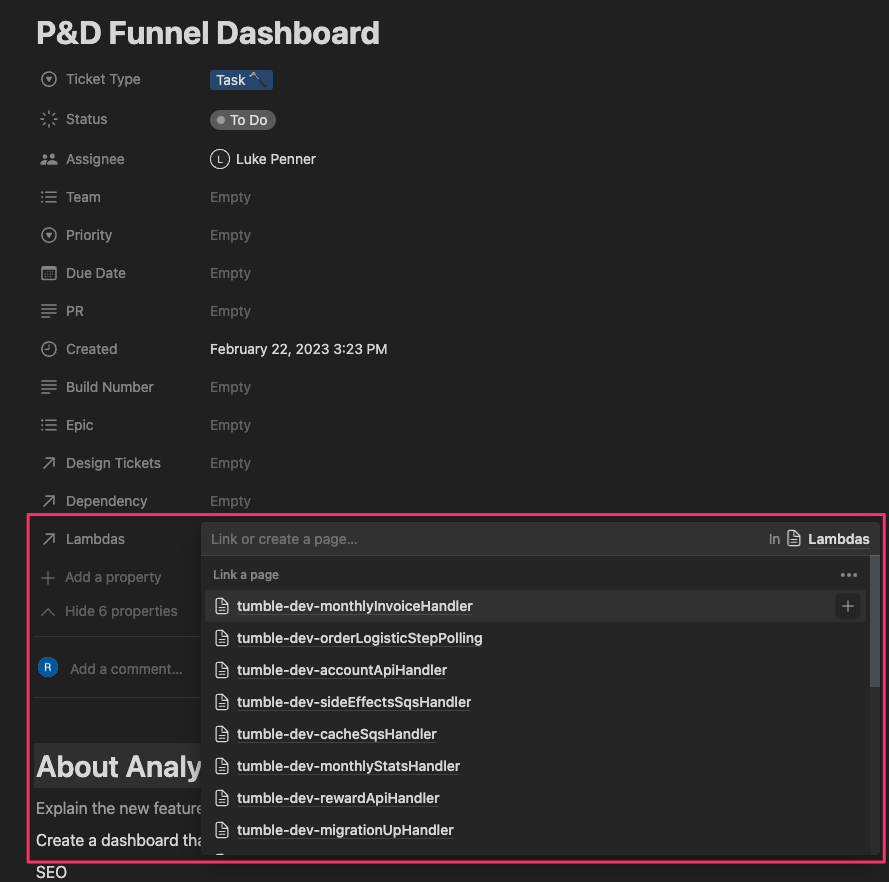 P&D Funnel Dashboard
Ticket Type Task
Status To Do
Assignee L Luke Penner
Team Empty
Priority Empty
Due Date Empty
PR Empty
Created February 22, 2023 3:23 PM
Build Number Empty
Epic Empty
Design Tickets Empty
Dependency Empty
Lambdas Link or create a page... In Lambdas
Add a property Link a page
tumble-dev-monthlyInvoiceHandler
Hide 6 properties
tumble-dev-orderLogisticStepPolling
R Add a comment... tumble-dev-accountApiHandler
tumble-dev-sideEffectsSqsHandler
tumble-dev-cacheSqsHandler
About Analy tumble-dev-monthlyStatsHandler
Explain the new feature tumble-dev-rewardApiHandler
Create a dashboard tha tumble-dev-migrationUpHandler
SEO